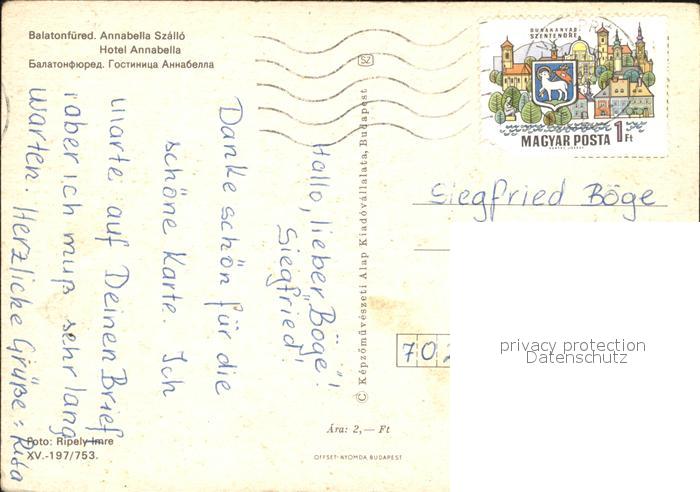 Balatonfüred. Annabella Szálló
Hotel Annabella
Балатонфюред. Гостиница Аннабелла
SZ
DUNAKANYAR-
SZENTENDRE
MAGYAR POSTA 1 Ft
Hallo, lieber "Böge"!
Siegfried!
Danke schön für die
schöne Karte. Ich
warte auf Deinen Brief
aber ich muß sehr lang
warten. Herzliche Grüße: Rita
© Képzőművészeti Alap Kiadóvállalata, Budapest
Siegfried Böge
702
privacy protection
Datenschutz
Foto: Ripely Imre
XV.-197/753.
Ára: 2,— Ft
OFFSET-NYOMDA, BUDAPEST